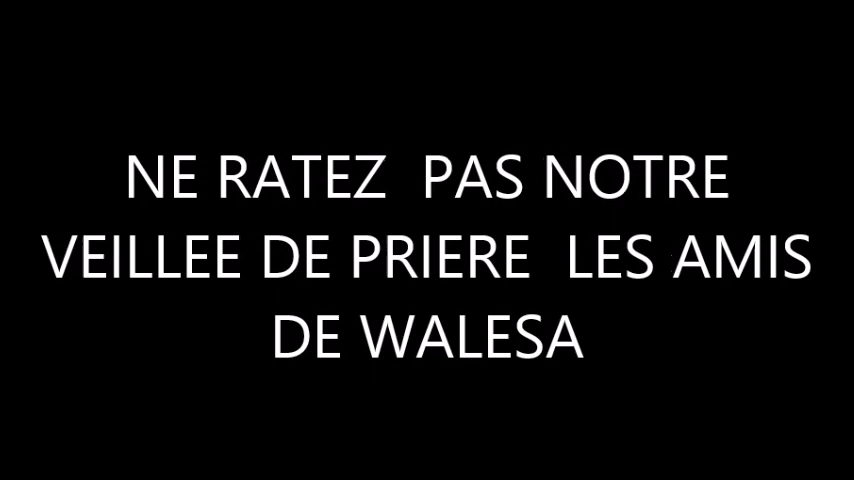 NE RATEZ  PAS NOTRE
VEILLEE DE PRIERE  LES AMIS
DE WALESA